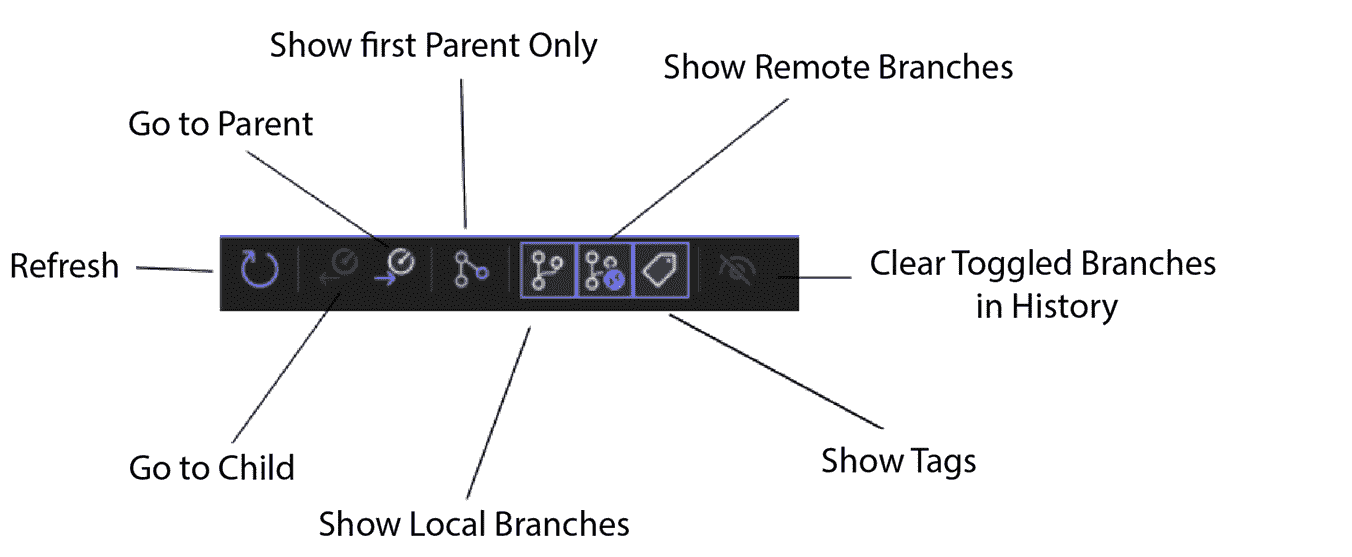 Show first Parent Only
Show Remote Branches
Go to Parent
Refresh
Clear Toggled Branches
in History
Go to Child
Show Tags
Show Local Branches